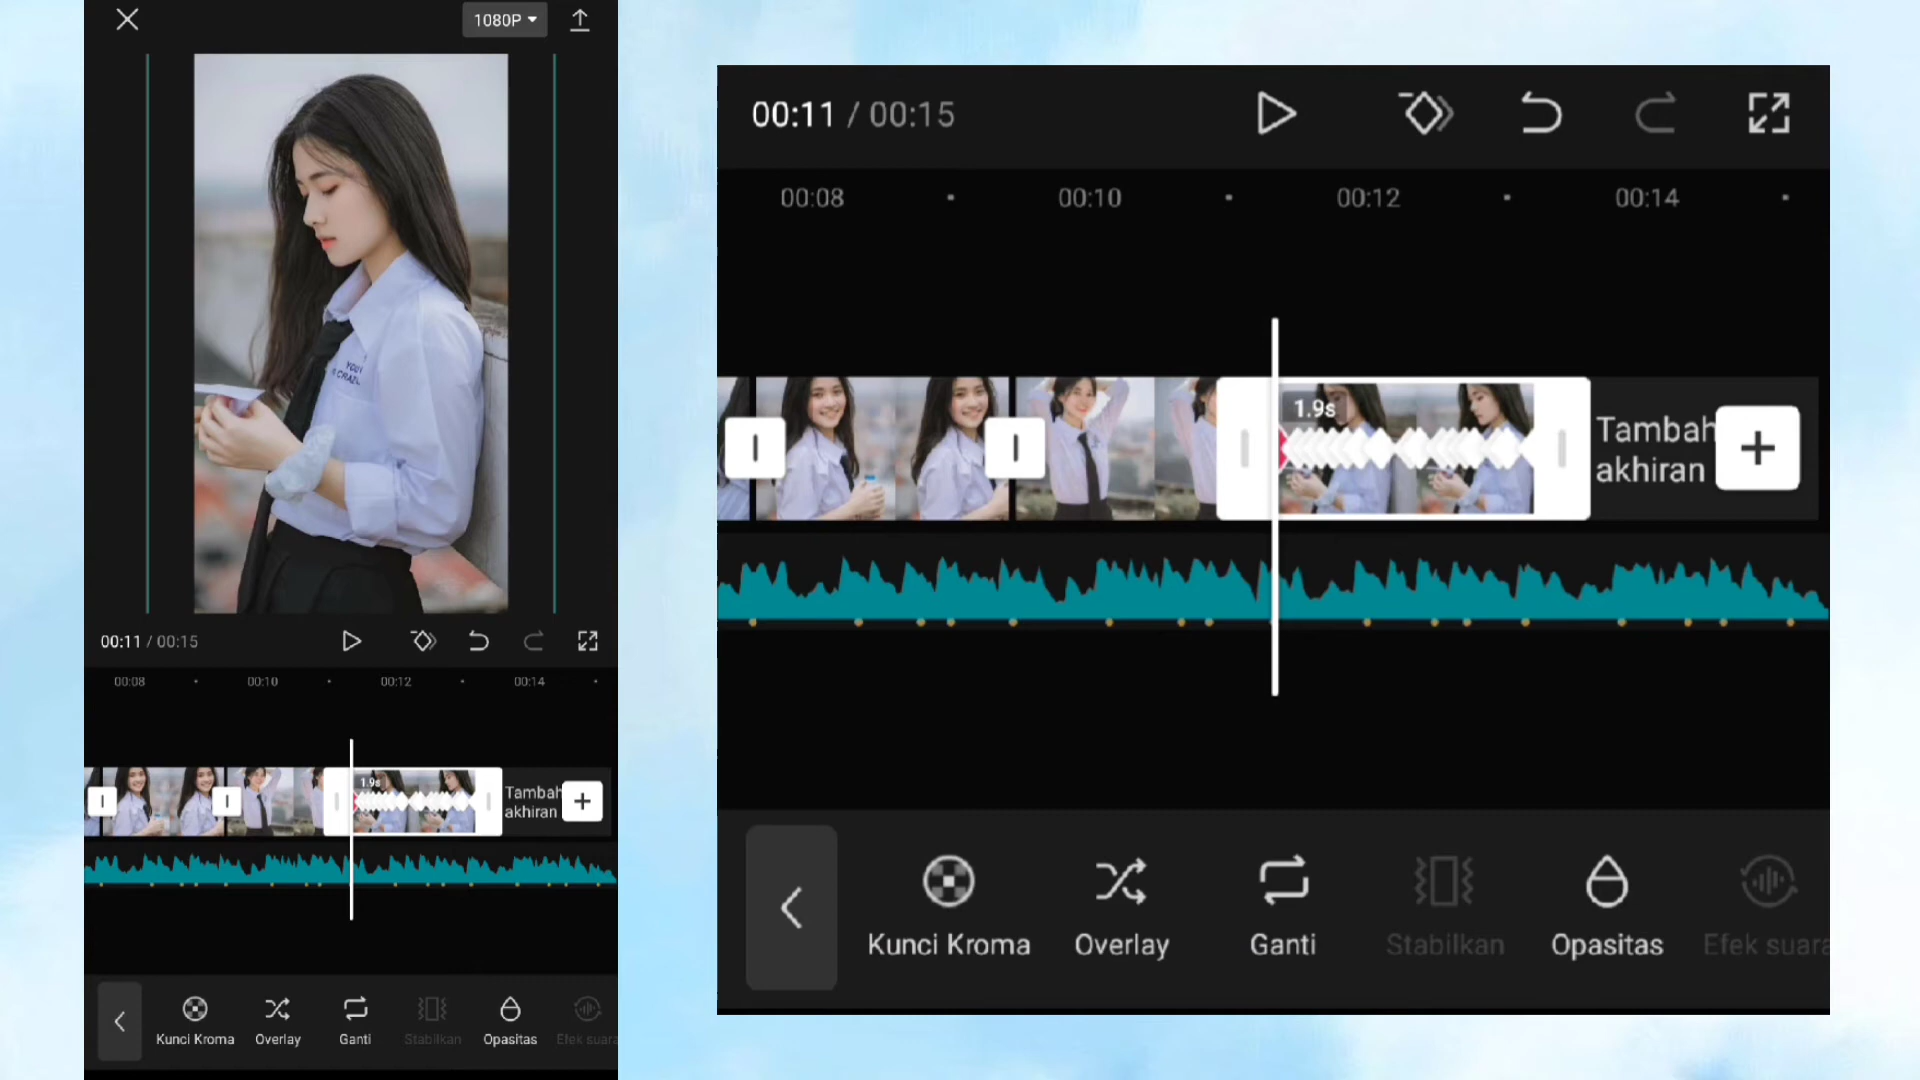 1080P
YOU
CRAZ
00:11 / 00:15
00:08
00:10
00:12
00:14
1.9s
Tambah
akhiran
Kunci Kroma
Overlay
Ganti
Stabilkan
Opasitas
Efek suara
00:11 / 00:15
00:08
00:10
00:12
00:14
1.9s
Tambah
akhiran
Kunci Kroma
Overlay
Ganti
Stabilkan
Opasitas
Efek suara